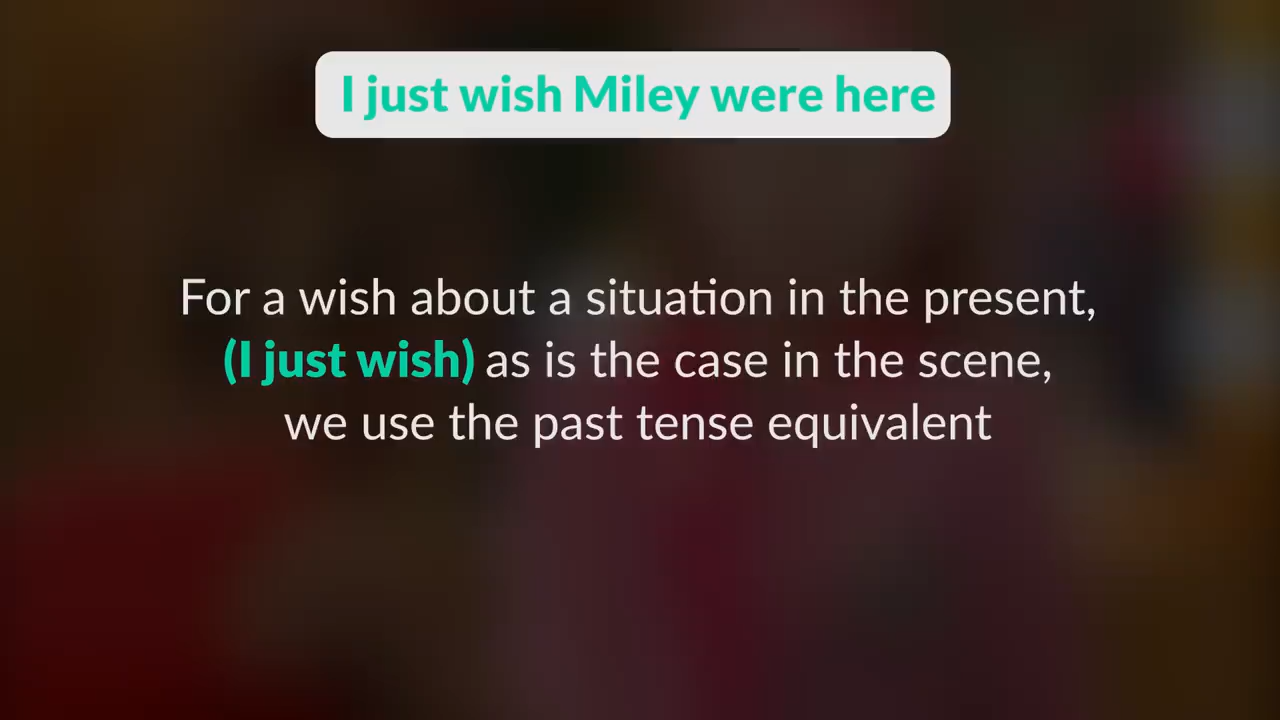 I just wish Miley were here
For a wish about a situation in the present,
(I just wish) as is the case in the scene,
we use the past tense equivalent